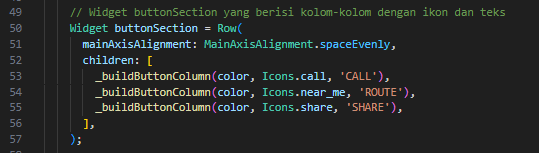 49 // Widget buttonSection yang berisi kolom-kolom dengan ikon dan teks
50 Widget buttonSection = Row(
51 mainAxisAlignment: MainAxisAlignment.spaceEvenly,
52 children: [
53 _buildButtonColumn(color, Icons.call, 'CALL'),
54 _buildButtonColumn(color, Icons.near_me, 'ROUTE'),
55 _buildButtonColumn(color, Icons.share, 'SHARE'),
56 ],
57 );